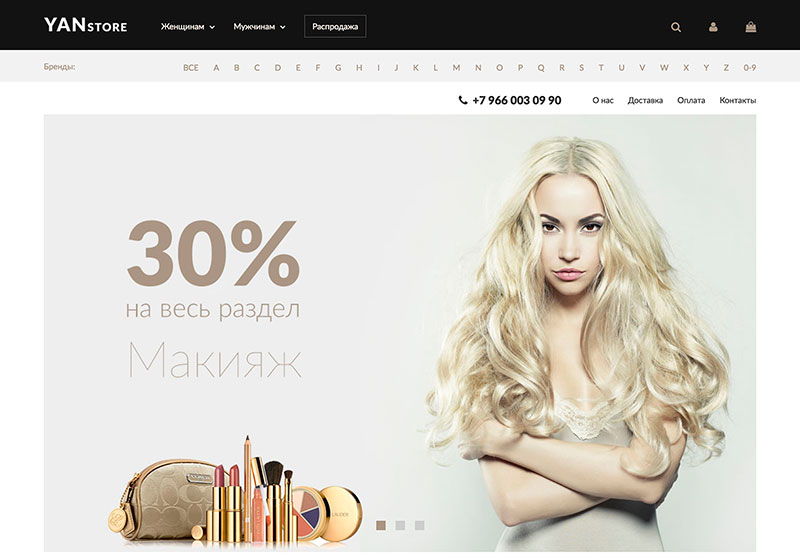 YANSTORE Женщинам Мужчинам Распродажа
Бренды: ВСЕ A B C D E F G H I J K L M N O P Q R S T U V W X Y Z 0-9
+7 966 003 09 90 О нас Доставка Оплата Контакты
30%
на весь раздел
Макияж